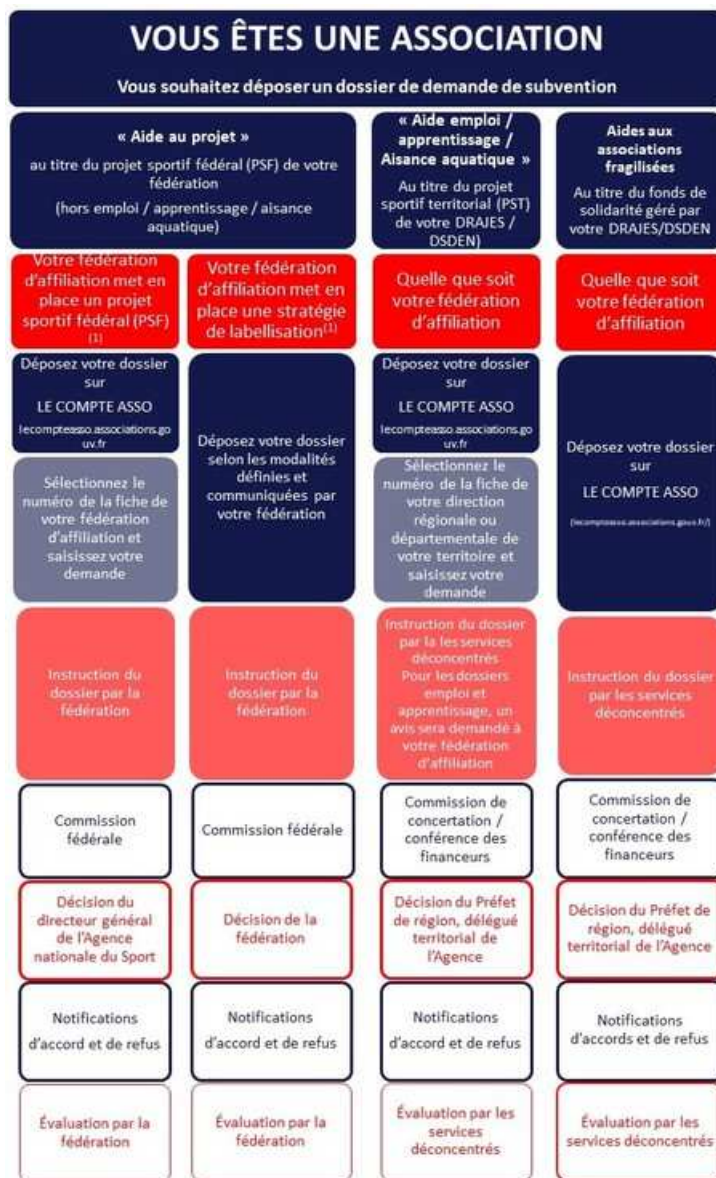 VOUS ÊTES UNE ASSOCIATION
Vous souhaitez déposer un dossier de demande de subvention
« Aide au projet »
au titre du projet sportif fédéral (PSF) de votre
fédération
(hors emploi / apprentissage / aisance
aquatique)
« Aide emploi /
apprentissage /
Aisance aquatique »
Au titre du projet
sportif territorial (PST)
de votre DRAJES /
DSDEN)
Aides aux
associations
fragilisées
Au titre du fonds de
solidarité géré par
votre DRAJES/DSDEN
Votre fédération
d'affiliation met en
place un projet
sportif fédéral (PSF)
(1)
Votre fédération
d'affiliation met en
place une stratégie
de labellisation(1)
Quelle que soit
votre fédération
d'affiliation
Quelle que soit
votre fédération
d'affiliation
Déposez votre dossier
sur
LE COMPTE ASSO
lecompteasso.associations.go
uv.fr
Sélectionnez le
numéro de la fiche de
votre fédération
d'affiliation et
saisissez votre
demande
Déposez votre dossier
selon les modalités
définies et
communiquées par
votre fédération
Déposez votre dossier
sur
LE COMPTE ASSO
lecompteasso.associations.go
uv.fr
Sélectionnez le
numéro de la fiche de
votre direction
régionale ou
départementale de
votre territoire et
saisissez votre
demande
Déposez votre dossier
sur
LE COMPTE ASSO
(lecompteasso.associations.gouv.fr/)
Instruction du
dossier par la
fédération
Instruction du
dossier par la
fédération
Instruction du dossier
par la les services
déconcentrés
Pour les dossiers
emploi et
apprentissage, un
avis sera demandé à
votre fédération
d'affiliation
Instruction du dossier
par les services
déconcentrés
Commission
fédérale
Commission fédérale
Commission de
concertation /
conférence des
financeurs
Commission de
concertation /
conférence des
financeurs
Décision du
directeur général
de l'Agence
nationale du Sport
Décision de la
fédération
Décision du Préfet
de région, délégué
territorial de
l'Agence
Décision du Préfet de
région, délégué
territorial de l'Agence
Notifications
d'accord et de refus
Notifications
d'accord et de refus
Notifications
d'accord et de refus
Notifications
d'accords et de refus
Évaluation par la
fédération
Évaluation par la
fédération
Évaluation par les
services
déconcentrés
Évaluation par les
services déconcentrés